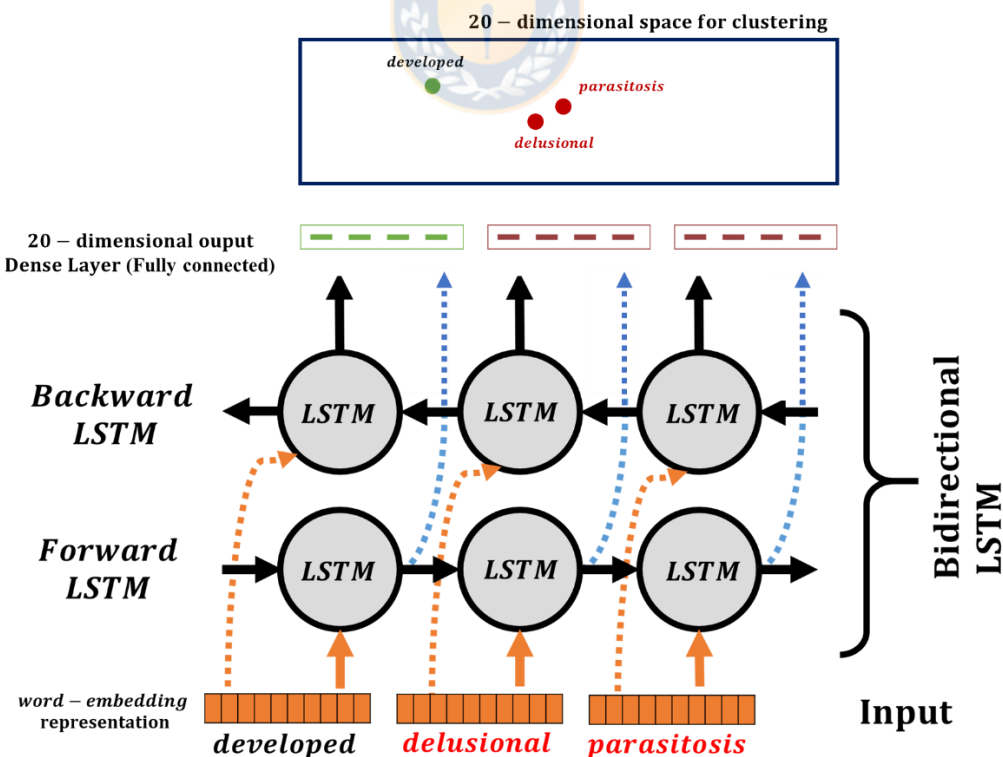 20 − dimensional space for clustering
developed
parasitosis
delusional
20 − dimensional ouput
Dense Layer (Fully connected)
Backward
LSTM
LSTM
LSTM
LSTM
Forward
LSTM
LSTM
LSTM
LSTM
Bidirectional
LSTM
word − embedding
representation
Input
developed
delusional
parasitosis